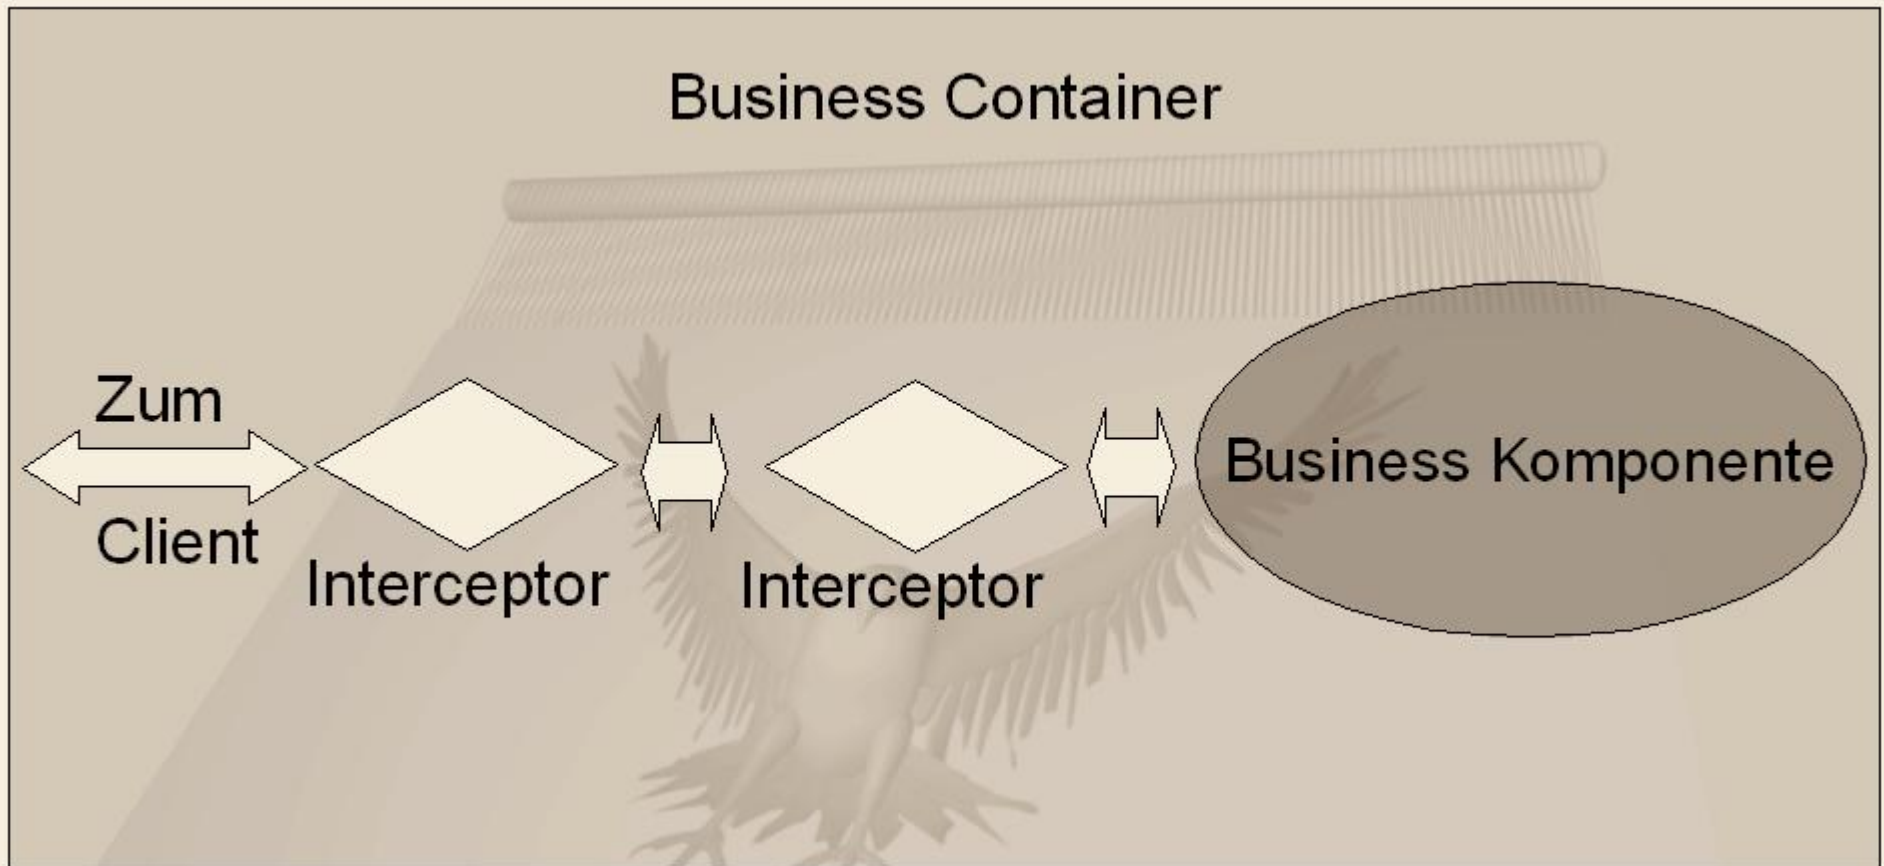 Business Container
Zum
Client
Interceptor
Interceptor
Business Komponente